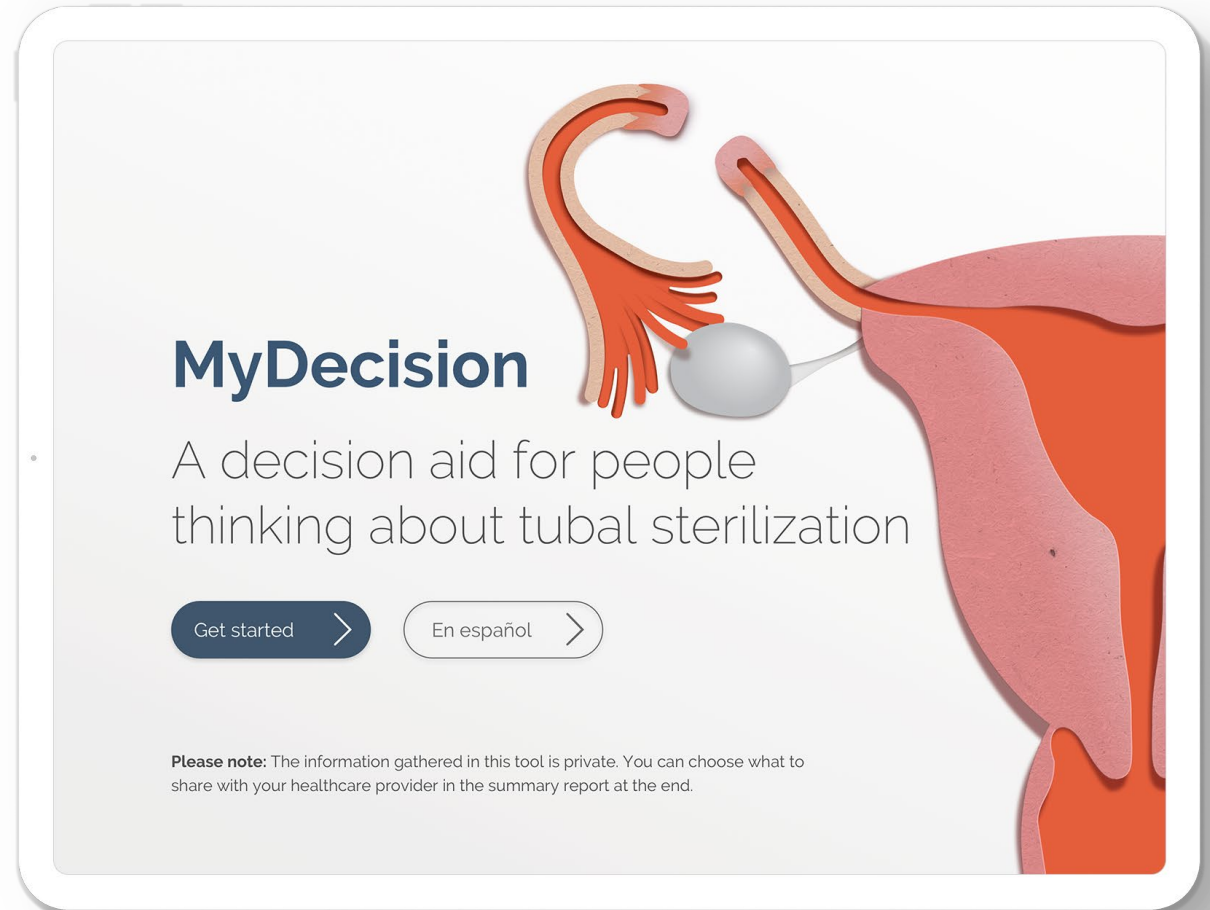 MyDecision
A decision aid for people
thinking about tubal sterilization
Get started
En español
Please note: The information gathered in this tool is private. You can choose what to
share with your healthcare provider in the summary report at the end.